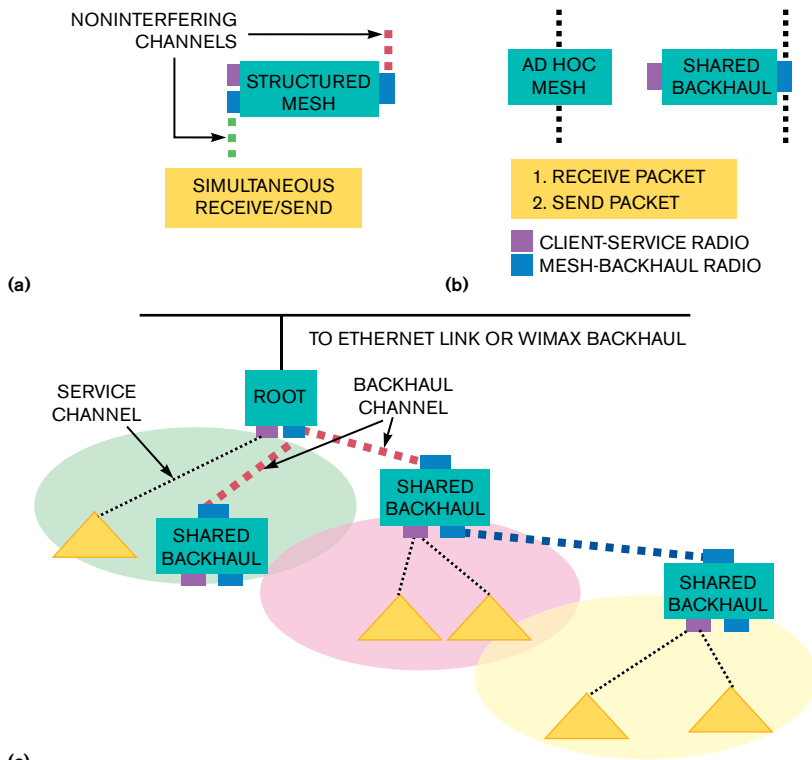 NONINTERFERING
CHANNELS
STRUCTURED
MESH
SIMULTANEOUS
RECEIVE/SEND
(a)
AD HOC
MESH
SHARED
BACKHAUL
1. RECEIVE PACKET
2. SEND PACKET
CLIENT-SERVICE RADIO
MESH-BACKHAUL RADIO
(b)
TO ETHERNET LINK OR WIMAX BACKHAUL
SERVICE
CHANNEL
ROOT
BACKHAUL
CHANNEL
SHARED
BACKHAUL
SHARED
BACKHAUL
SHARED
BACKHAUL
(c)